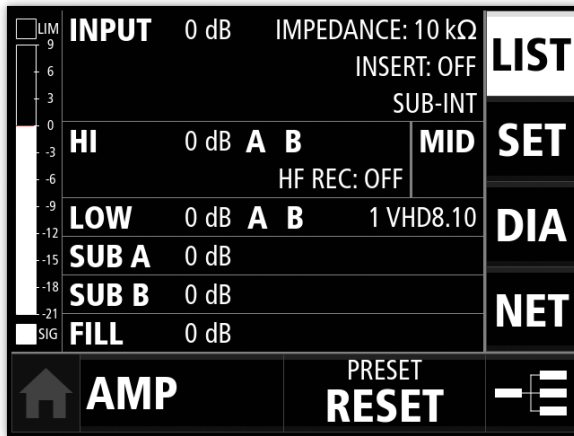 LIM
9
6
3
0
-3
-6
-9
-12
-15
-18
-21
SIG
INPUT 0 dB IMPEDANCE: 10 kΩ
INSERT: OFF
SUB-INT
HI 0 dB A B MID
HF REC: OFF
LOW 0 dB A B 1 VHD8.10
SUB A 0 dB
SUB B 0 dB
FILL 0 dB
LIST
SET
DIA
NET
AMP
PRESET
RESET